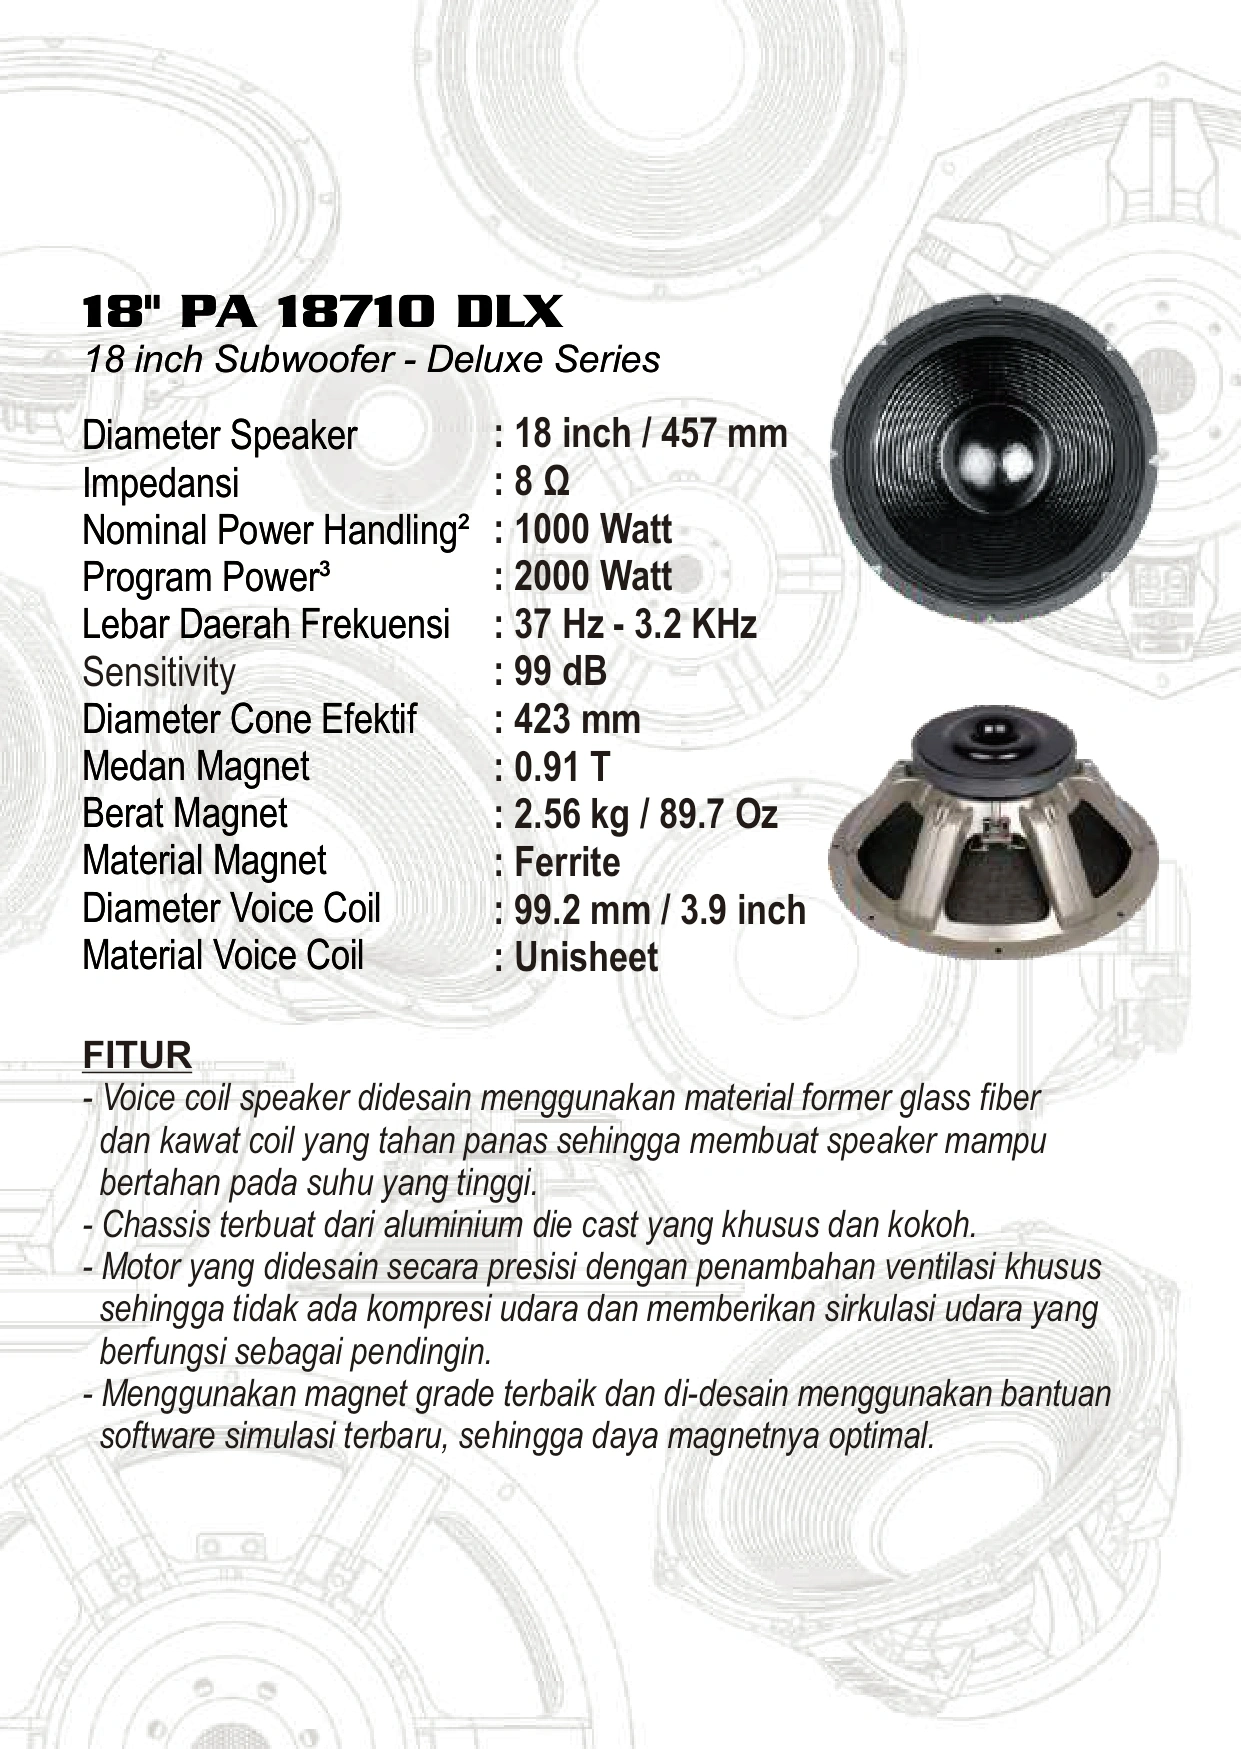 18" PA 18710 DLX
18 inch Subwoofer - Deluxe Series
Diameter Speaker : 18 inch / 457 mm
Impedansi : 8 Ω
Nominal Power Handling² : 1000 Watt
Program Power³ : 2000 Watt
Lebar Daerah Frekuensi : 37 Hz - 3.2 KHz
Sensitivity : 99 dB
Diameter Cone Efektif : 423 mm
Medan Magnet : 0.91 T
Berat Magnet : 2.56 kg / 89.7 Oz
Material Magnet : Ferrite
Diameter Voice Coil : 99.2 mm / 3.9 inch
Material Voice Coil : Unisheet
FITUR
- Voice coil speaker didesain menggunakan material former glass fiber
dan kawat coil yang tahan panas sehingga membuat speaker mampu
bertahan pada suhu yang tinggi.
- Chassis terbuat dari aluminium die cast yang khusus dan kokoh.
- Motor yang didesain secara presisi dengan penambahan ventilasi khusus
sehingga tidak ada kompresi udara dan memberikan sirkulasi udara yang
berfungsi sebagai pendingin.
- Menggunakan magnet grade terbaik dan di-desain menggunakan bantuan
software simulasi terbaru, sehingga daya magnetnya optimal.